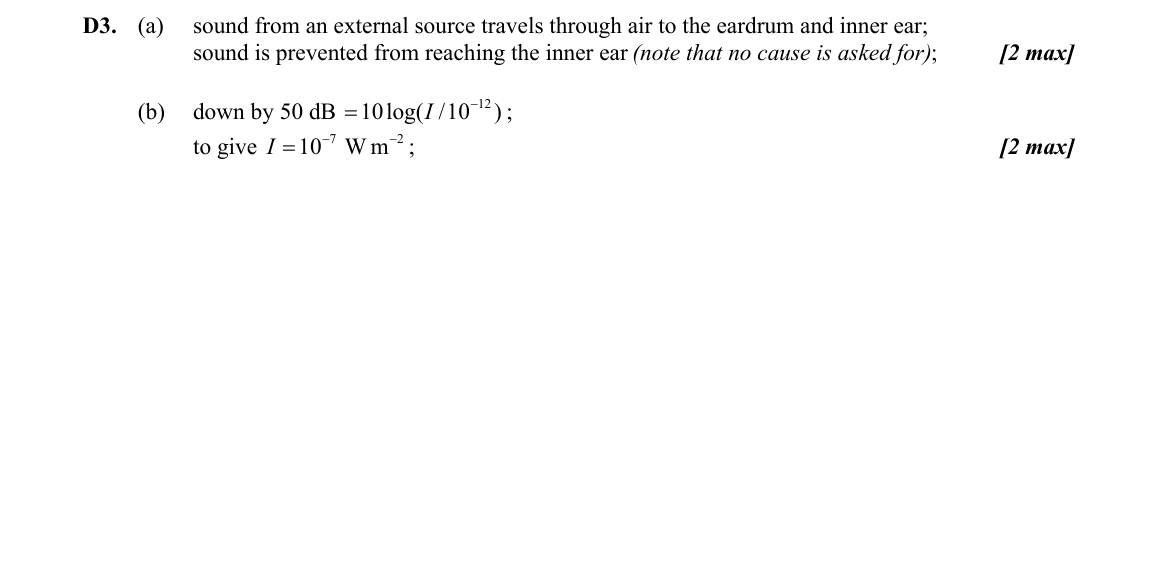 D3. (a) sound from an external source travels through air to the eardrum and inner ear;
sound is prevented from reaching the inner ear (note that no cause is asked for); [2 max]
(b) down by 50 dB = 10 log(I / 10⁻¹²) ;
to give I = 10⁻⁷ W m⁻² ; [2 max]